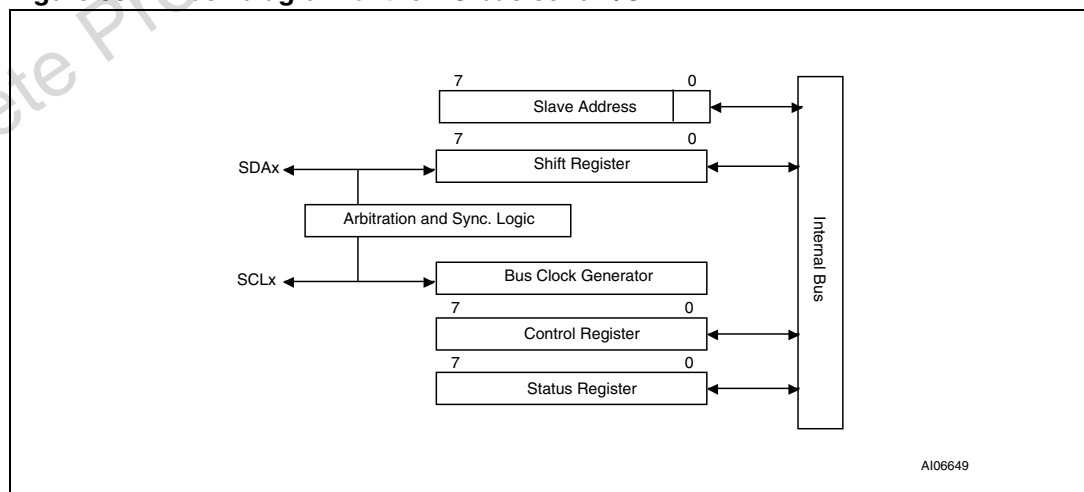 7 0
Slave Address
7 0
SDAx
Shift Register
Arbitration and Sync. Logic
SCLx
Bus Clock Generator
7 0
Control Register
7 0
Status Register
Internal Bus
AI06649